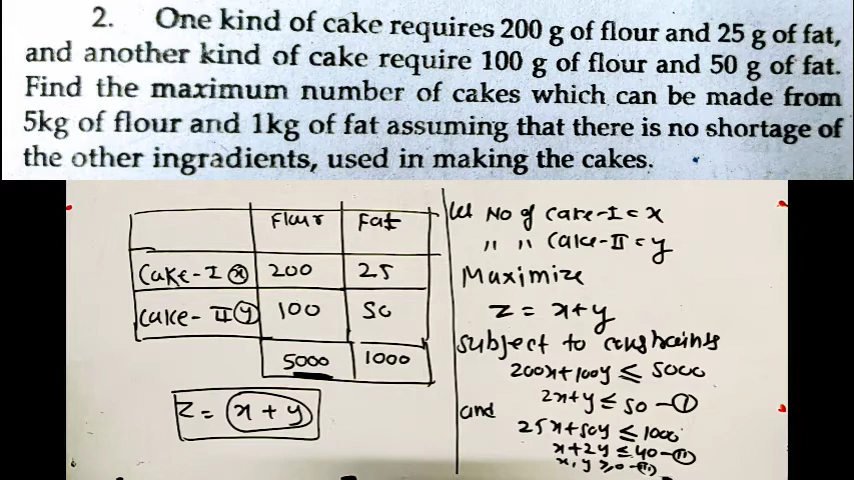 2. One kind of cake requires 200 g of flour and 25 g of fat,
and another kind of cake require 100 g of flour and 50 g of fat.
Find the maximum number of cakes which can be made from
5kg of flour and 1kg of fat assuming that there is no shortage of
the other ingradients, used in making the cakes.
Flour Fat
Cake-I (x) 200 25
Cake-II (y) 100 50
5000 1000
Z = x + y
Let No of Cake-I = x
" " Cake-II = y
Maximize
Z = x+y
Subject to constraints
200x+100y ≤ 5000
2x+y ≤ 50 -(I)
and
25x+50y ≤ 1000
x+2y ≤ 40 -(II)
x, y ≥ 0 -(III)